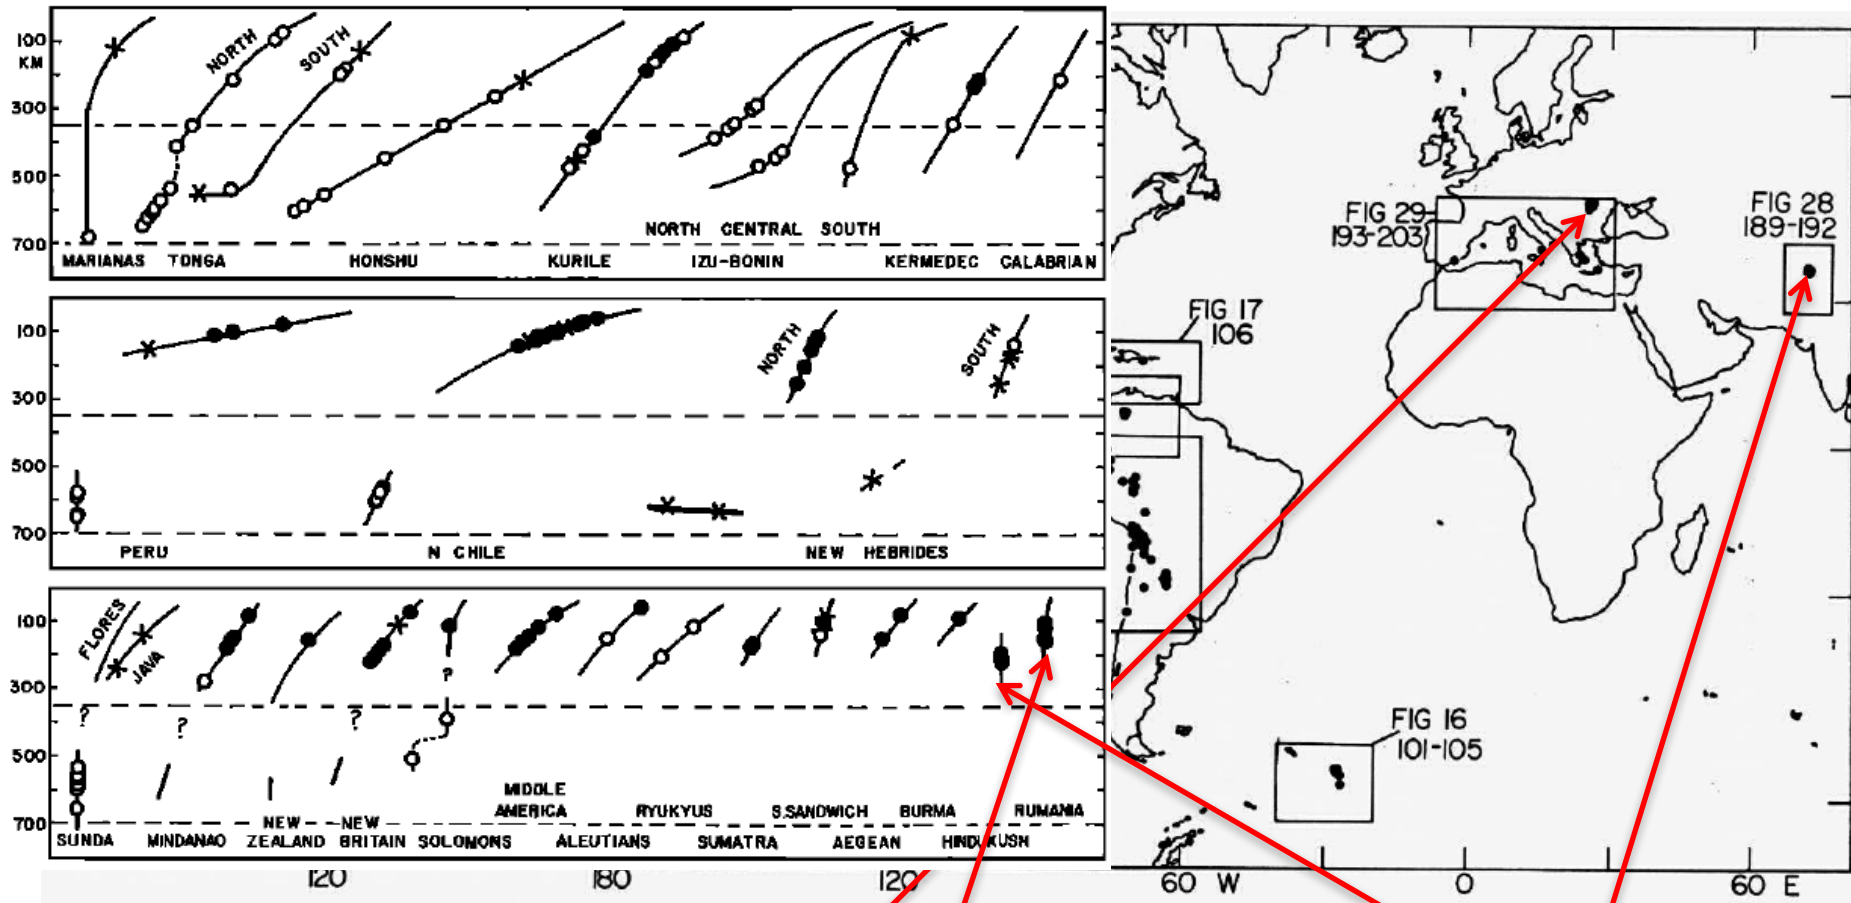 100
KM
300
500
700
NORTH
SOUTH
NORTH CENTRAL SOUTH
MARIANAS TONGA HONSHU KURILE IZU-BONIN KERMEDEC CALABRIAN
100
300
500
700
NORTH
SOUTH
PERU N CHILE NEW HEBRIDES
100
300
500
700
FLORES
JAVA
?
?
?
?
MIDDLE
AMERICA RYUKYUS S.SANDWICH BURMA RUMANIA
NEW NEW
SUNDA MINDANAO ZEALAND BRITAIN SOLOMONS ALEUTIANS SUMATRA AEGEAN HINDU KUSH
120 180 120
FIG 29
193-203
FIG 28
189-192
FIG 17
106
FIG 16
101-105
60 W 0 60 E